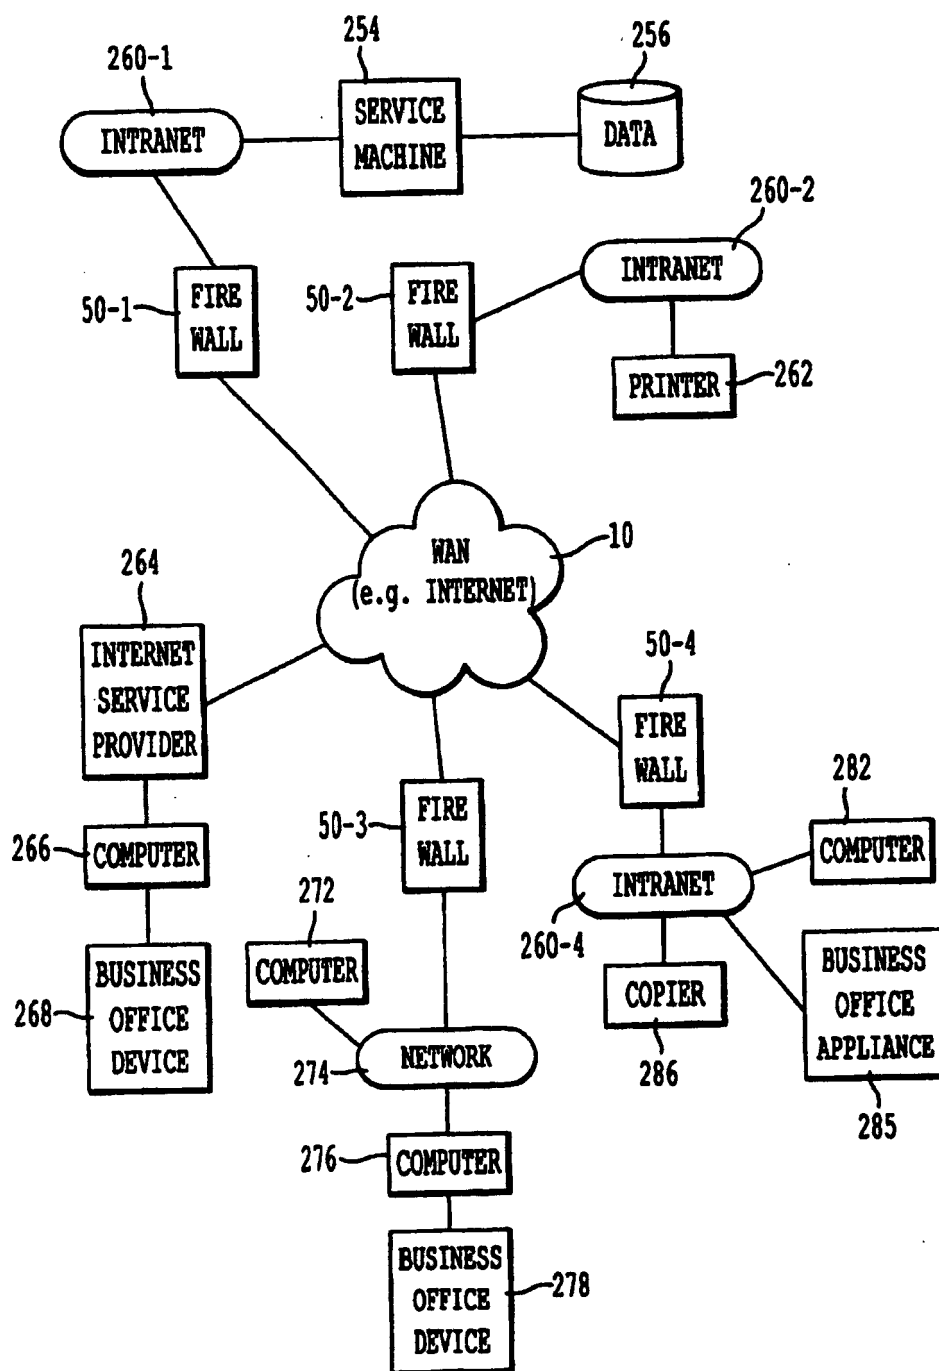 254
256
260-1
SERVICE
MACHINE
DATA
INTRANET
260-2
INTRANET
50-1
FIRE
WALL
50-2
FIRE
WALL
PRINTER
262
10
WAN
(e.g. INTERNET)
264
INTERNET
SERVICE
PROVIDER
50-4
FIRE
WALL
282
50-3
FIRE
WALL
266
COMPUTER
COMPUTER
INTRANET
272
260-4
COMPUTER
BUSINESS
OFFICE
DEVICE
268
COPIER
BUSINESS
OFFICE
APPLIANCE
286
285
NETWORK
274
276
COMPUTER
BUSINESS
OFFICE
DEVICE
278